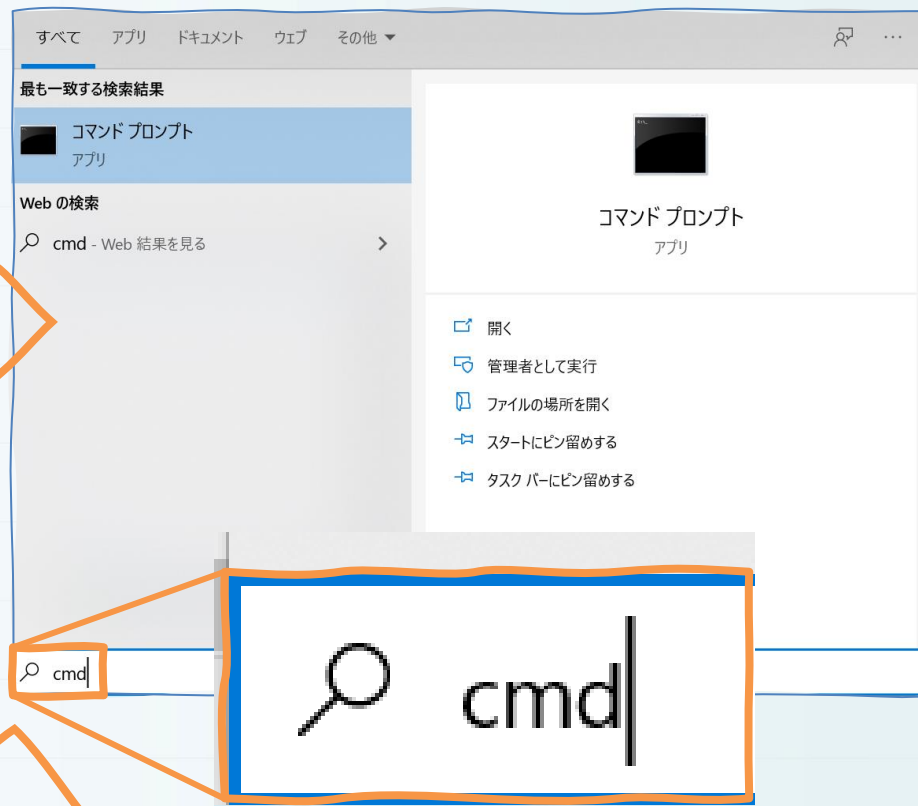 すべて アプリ ドキュメント ウェブ その他 ▼ …
最も一致する検索結果
コマンド プロンプト
アプリ
Web の検索
cmd - Web 結果を見る
コマンド プロンプト
アプリ
開く
管理者として実行
ファイルの場所を開く
スタートにピン留めする
タスク バーにピン留めする
cmd
cmd